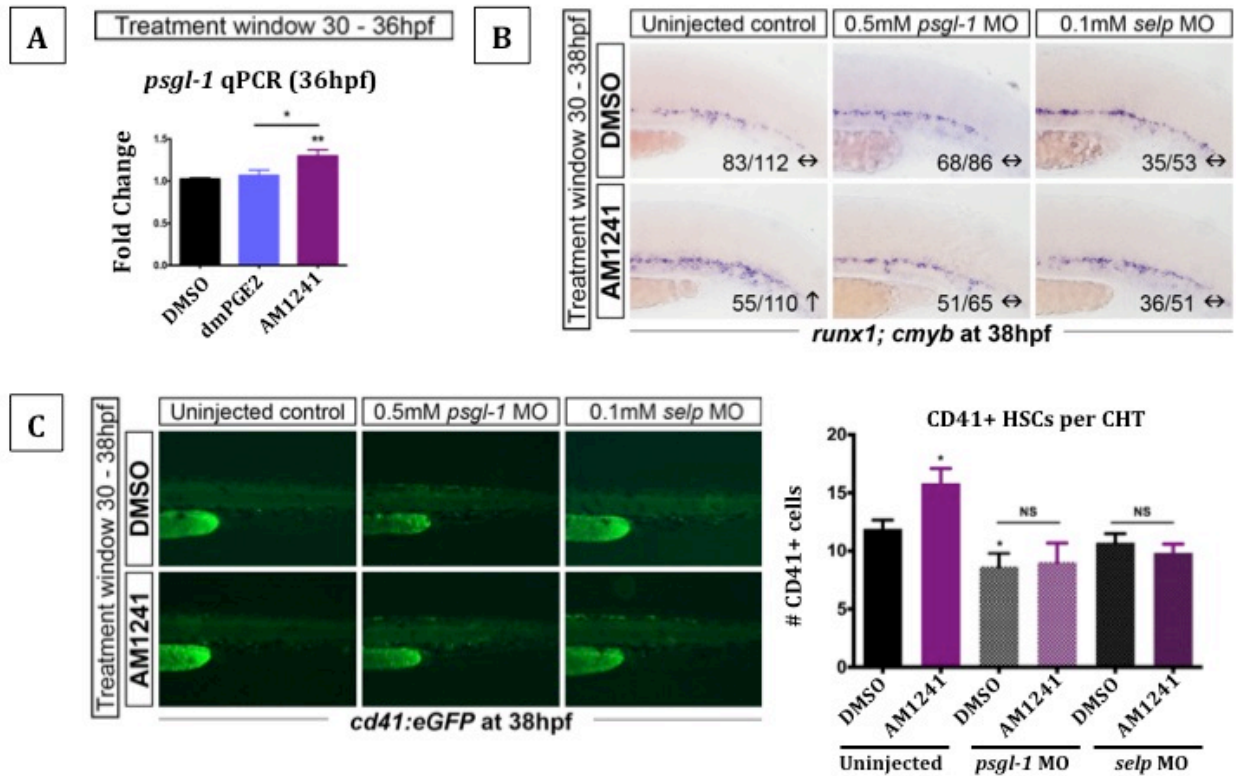 A
Treatment window 30 - 36hpf
psgl-1 qPCR (36hpf)
*
**
Fold Change
1.5
1.0
0.5
0.0
DMSO
dmPGE2
AM1241
B
Treatment window 30 - 38hpf
Uninjected control
0.5mM psgl-1 MO
0.1mM selp MO
DMSO
83/112 ↔
68/86 ↔
35/53 ↔
AM1241
55/110 ↑
51/65 ↔
36/51 ↔
runx1; cmyb at 38hpf
C
Treatment window 30 - 38hpf
Uninjected control
0.5mM psgl-1 MO
0.1mM selp MO
DMSO
AM1241
cd41:eGFP at 38hpf
CD41+ HSCs per CHT
# CD41+ cells
20
15
10
5
0
*
*
NS
NS
DMSO
AM1241
DMSO
AM1241
DMSO
AM1241
Uninjected
psgl-1 MO
selp MO